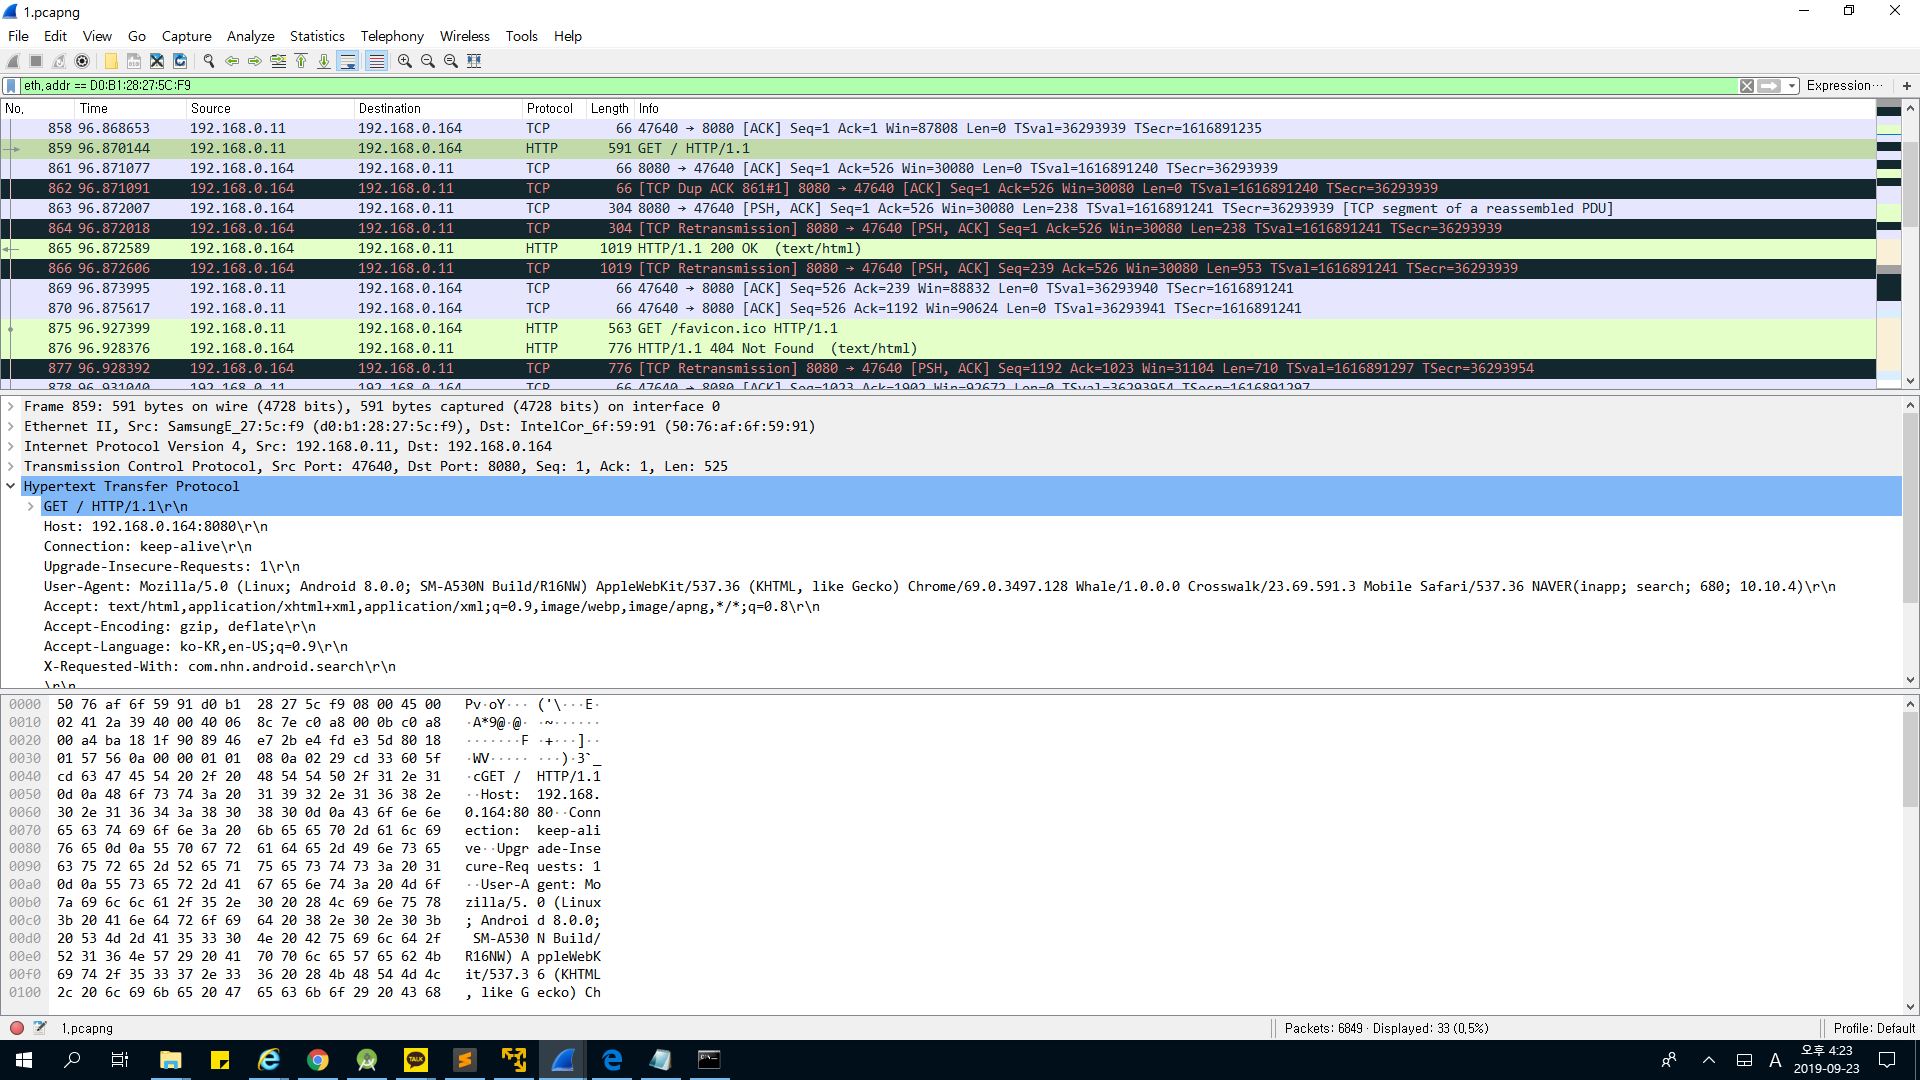 1.pcapng
File Edit View Go Capture Analyze Statistics Telephony Wireless Tools Help
eth.addr == D0:B1:28:27:5C:F9 Expression… +
No. Time Source Destination Protocol Length Info
858 96.868653 192.168.0.11 192.168.0.164 TCP 66 47640 → 8080 [ACK] Seq=1 Ack=1 Win=87808 Len=0 TSval=36293939 TSecr=1616891235
859 96.870144 192.168.0.11 192.168.0.164 HTTP 591 GET / HTTP/1.1
861 96.871077 192.168.0.164 192.168.0.11 TCP 66 8080 → 47640 [ACK] Seq=1 Ack=526 Win=30080 Len=0 TSval=1616891240 TSecr=36293939
862 96.871091 192.168.0.164 192.168.0.11 TCP 66 [TCP Dup ACK 861#1] 8080 → 47640 [ACK] Seq=1 Ack=526 Win=30080 Len=0 TSval=1616891240 TSecr=36293939
863 96.872007 192.168.0.164 192.168.0.11 TCP 304 8080 → 47640 [PSH, ACK] Seq=1 Ack=526 Win=30080 Len=238 TSval=1616891241 TSecr=36293939 [TCP segment of a reassembled PDU]
864 96.872018 192.168.0.164 192.168.0.11 TCP 304 [TCP Retransmission] 8080 → 47640 [PSH, ACK] Seq=1 Ack=526 Win=30080 Len=238 TSval=1616891241 TSecr=36293939
865 96.872589 192.168.0.164 192.168.0.11 HTTP 1019 HTTP/1.1 200 OK (text/html)
866 96.872606 192.168.0.164 192.168.0.11 TCP 1019 [TCP Retransmission] 8080 → 47640 [PSH, ACK] Seq=239 Ack=526 Win=30080 Len=953 TSval=1616891241 TSecr=36293939
869 96.873995 192.168.0.11 192.168.0.164 TCP 66 47640 → 8080 [ACK] Seq=526 Ack=239 Win=88832 Len=0 TSval=36293940 TSecr=1616891241
870 96.875617 192.168.0.11 192.168.0.164 TCP 66 47640 → 8080 [ACK] Seq=526 Ack=1192 Win=90624 Len=0 TSval=36293941 TSecr=1616891241
875 96.927399 192.168.0.11 192.168.0.164 HTTP 563 GET /favicon.ico HTTP/1.1
876 96.928376 192.168.0.164 192.168.0.11 HTTP 776 HTTP/1.1 404 Not Found (text/html)
877 96.928392 192.168.0.164 192.168.0.11 TCP 776 [TCP Retransmission] 8080 → 47640 [PSH, ACK] Seq=1192 Ack=1023 Win=31104 Len=710 TSval=1616891297 TSecr=36293954
878 96.931040 192.168.0.11 192.168.0.164 TCP 66 47640 → 8080 [ACK] Seq=1023 Ack=1902 Win=92672 Len=0 TSval=36293954 TSecr=1616891297
Frame 859: 591 bytes on wire (4728 bits), 591 bytes captured (4728 bits) on interface 0
Ethernet II, Src: SamsungE_27:5c:f9 (d0:b1:28:27:5c:f9), Dst: IntelCor_6f:59:91 (50:76:af:6f:59:91)
Internet Protocol Version 4, Src: 192.168.0.11, Dst: 192.168.0.164
Transmission Control Protocol, Src Port: 47640, Dst Port: 8080, Seq: 1, Ack: 1, Len: 525
Hypertext Transfer Protocol
GET / HTTP/1.1\r\n
Host: 192.168.0.164:8080\r\n
Connection: keep-alive\r\n
Upgrade-Insecure-Requests: 1\r\n
User-Agent: Mozilla/5.0 (Linux; Android 8.0.0; SM-A530N Build/R16NW) AppleWebKit/537.36 (KHTML, like Gecko) Chrome/69.0.3497.128 Whale/1.0.0.0 Crosswalk/23.69.591.3 Mobile Safari/537.36 NAVER(inapp; search; 680; 10.10.4)\r\n
Accept: text/html,application/xhtml+xml,application/xml;q=0.9,image/webp,image/apng,*/*;q=0.8\r\n
Accept-Encoding: gzip, deflate\r\n
Accept-Language: ko-KR,en-US;q=0.9\r\n
X-Requested-With: com.nhn.android.search\r\n
\r\n
0000 50 76 af 6f 59 91 d0 b1 28 27 5c f9 08 00 45 00 Pv·oY··· ('\···E·
0010 02 41 2a 39 40 00 40 06 8c 7e c0 a8 00 0b c0 a8 ·A*9@·@· ·~······
0020 00 a4 ba 18 1f 90 89 46 e7 2b e4 fd e3 5d 80 18 ·······F ·+···]··
0030 01 57 56 0a 00 00 01 01 08 0a 02 29 cd 33 60 5f ·WV····· ···)·3`_
0040 cd 63 47 45 54 20 2f 20 48 54 54 50 2f 31 2e 31 ·cGET / HTTP/1.1
0050 0d 0a 48 6f 73 74 3a 20 31 39 32 2e 31 36 38 2e ··Host: 192.168.
0060 30 2e 31 36 34 3a 38 30 38 30 0d 0a 43 6f 6e 6e 0.164:80 80··Conn
0070 65 63 74 69 6f 6e 3a 20 6b 65 65 70 2d 61 6c 69 ection: keep-ali
0080 76 65 0d 0a 55 70 67 72 61 64 65 2d 49 6e 73 65 ve··Upgr ade-Inse
0090 63 75 72 65 2d 52 65 71 75 65 73 74 73 3a 20 31 cure-Req uests: 1
00a0 0d 0a 55 73 65 72 2d 41 67 65 6e 74 3a 20 4d 6f ··User-A gent: Mo
00b0 7a 69 6c 6c 61 2f 35 2e 30 20 28 4c 69 6e 75 78 zilla/5. 0 (Linux
00c0 3b 20 41 6e 64 72 6f 69 64 20 38 2e 30 2e 30 3b ; Androi d 8.0.0;
00d0 20 53 4d 2d 41 35 33 30 4e 20 42 75 69 6c 64 2f SM-A530 N Build/
00e0 52 31 36 4e 57 29 20 41 70 70 6c 65 57 65 62 4b R16NW) A ppleWebK
00f0 69 74 2f 35 33 37 2e 33 36 20 28 4b 48 54 4d 4c it/537.3 6 (KHTML
0100 2c 20 6c 69 6b 65 20 47 65 63 6b 6f 29 20 43 68 , like G ecko) Ch
1.pcapng Packets: 6849 · Displayed: 33 (0.5%) Profile: Default
TALK A 오후 4:23
2019-09-23